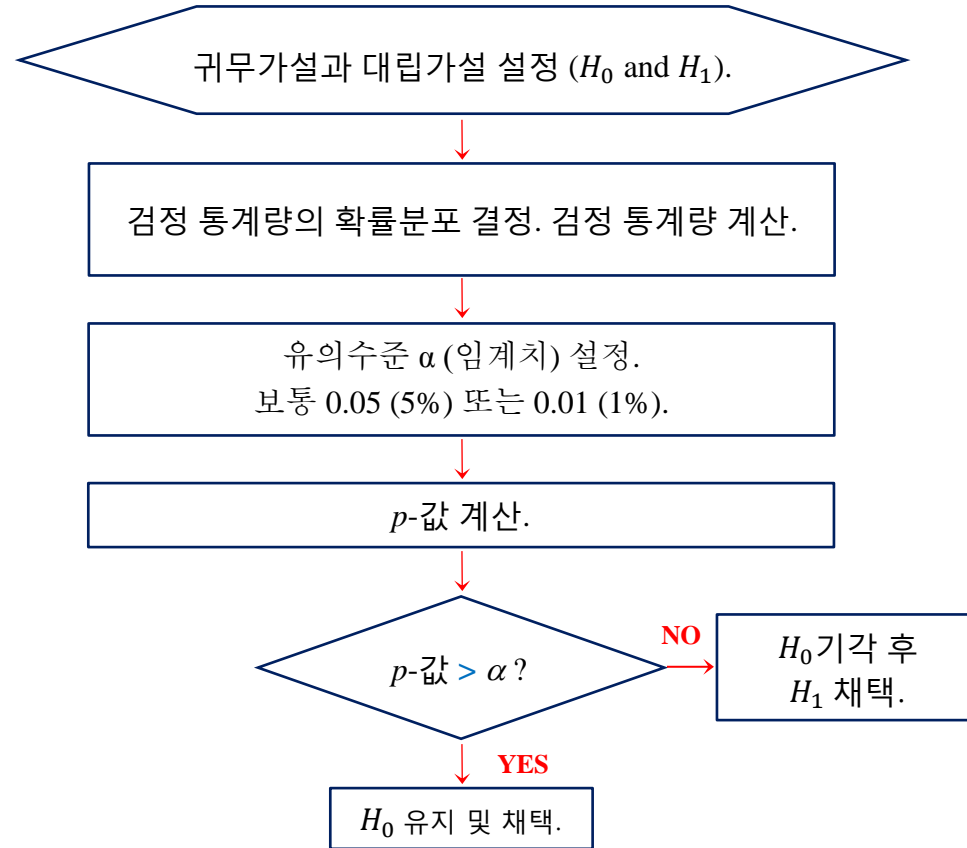 귀무가설과 대립가설 설정 (H₀ and H₁).
검정 통계량의 확률분포 결정. 검정 통계량 계산.
유의수준 α (임계치) 설정.
보통 0.05 (5%) 또는 0.01 (1%).
p-값 계산.
p-값 > α ?
NO
H₀기각 후
H₁ 채택.
YES
H₀ 유지 및 채택.